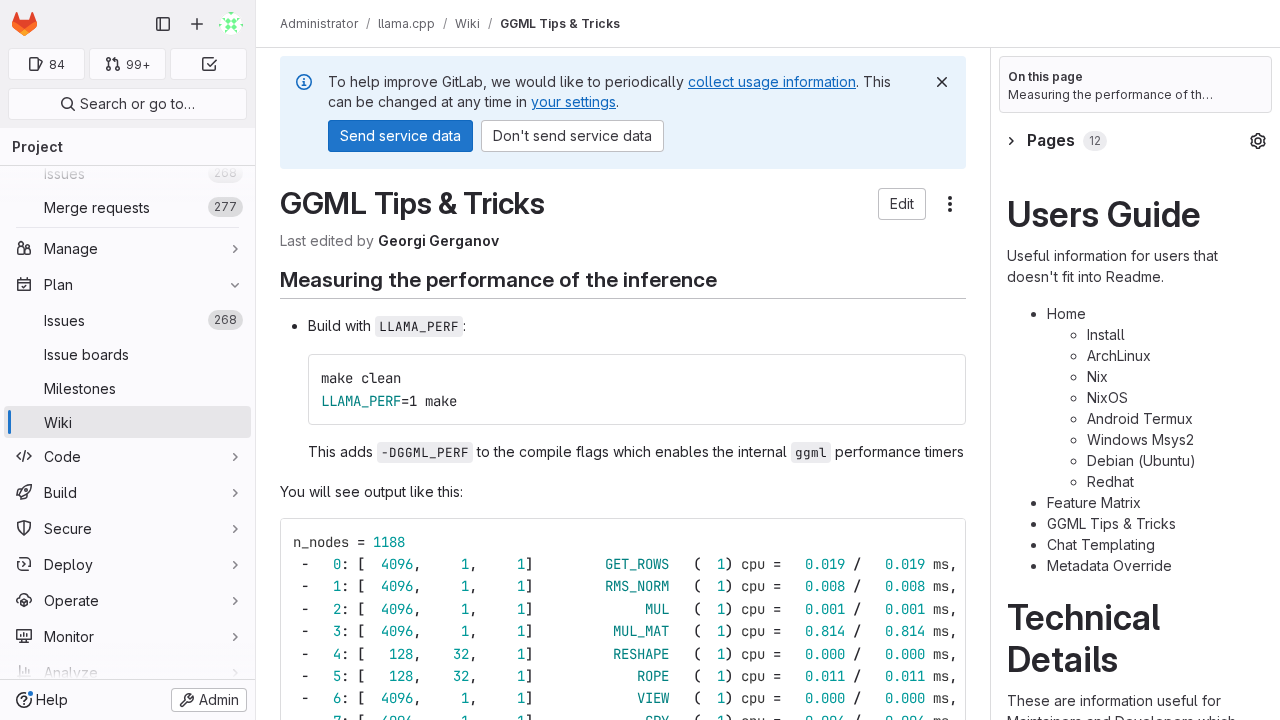 Administrator / llama.cpp / Wiki / GGML Tips & Tricks
84
99+
Search or go to…
Project
Issues 268
Merge requests 277
Manage
Plan
Issues 268
Issue boards
Milestones
Wiki
Code
Build
Secure
Deploy
Operate
Monitor
Analyze
Help
Admin
To help improve GitLab, we would like to periodically collect usage information. This
can be changed at any time in your settings.
Send service data
Don't send service data
GGML Tips & Tricks
Edit
Last edited by Georgi Gerganov
Measuring the performance of the inference
• Build with LLAMA_PERF:
make clean
LLAMA_PERF=1 make
This adds -DGGML_PERF to the compile flags which enables the internal ggml performance timers
You will see output like this:
n_nodes = 1188
- 0: [ 4096, 1, 1] GET_ROWS ( 1) cpu = 0.019 / 0.019 ms,
- 1: [ 4096, 1, 1] RMS_NORM ( 1) cpu = 0.008 / 0.008 ms,
- 2: [ 4096, 1, 1] MUL ( 1) cpu = 0.001 / 0.001 ms,
- 3: [ 4096, 1, 1] MUL_MAT ( 1) cpu = 0.814 / 0.814 ms,
- 4: [ 128, 32, 1] RESHAPE ( 1) cpu = 0.000 / 0.000 ms,
- 5: [ 128, 32, 1] ROPE ( 1) cpu = 0.011 / 0.011 ms,
- 6: [ 4096, 1, 1] VIEW ( 1) cpu = 0.000 / 0.000 ms,
On this page
Measuring the performance of th…
Pages 12
Users Guide
Useful information for users that
doesn't fit into Readme.
• Home
◦ Install
◦ ArchLinux
◦ Nix
◦ NixOS
◦ Android Termux
◦ Windows Msys2
◦ Debian (Ubuntu)
◦ Redhat
• Feature Matrix
• GGML Tips & Tricks
• Chat Templating
• Metadata Override
Technical
Details
These are information useful for
Maintainers and Developers which